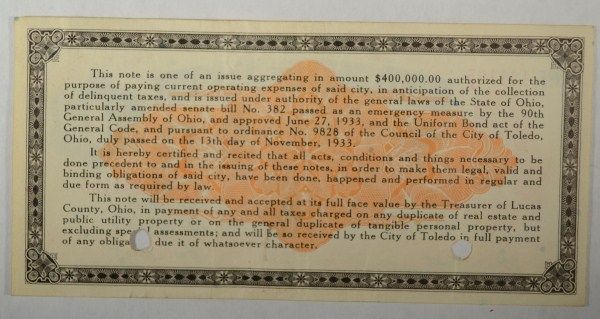 This note is one of an issue aggregating in amount $400,000.00 authorized for the
purpose of paying current operating expenses of said city, in anticipation of the collection
of delinquent taxes, and is issued under authority of the general laws of the State of Ohio,
particularly amended senate bill No. 382 passed as an emergency measure by the 90th
General Assembly of Ohio, and approved June 27, 1933, and the Uniform Bond act of the
General Code, and pursuant to ordinance No. 9828 of the Council of the City of Toledo,
Ohio, duly passed on the 13th day of November, 1933.
It is hereby certified and recited that all acts, conditions and things necessary to be
done precedent to and in the issuing of these notes, in order to make them legal, valid and
binding obligations of said city, have been done, happened and performed in regular and
due form as required by law.
This note will be received and accepted at its full face value by the Treasurer of Lucas
County, Ohio, in payment of any and all taxes charged on any duplicate of real estate and
public utility property or on the general duplicate of tangible personal property, but
excluding special assessments; and will be so received by the City of Toledo in full payment
of any obliga due it of whatsoever character.